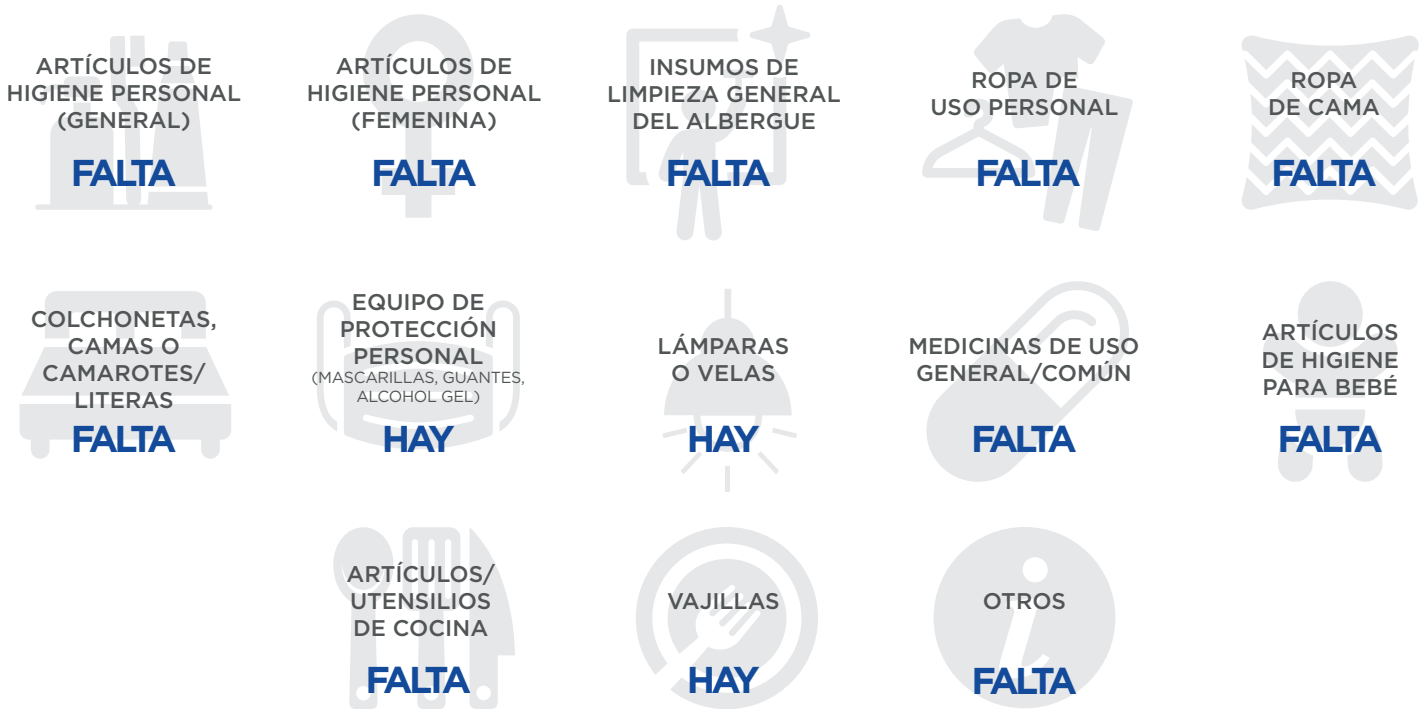 ARTÍCULOS DE
HIGIENE PERSONAL
(GENERAL)
FALTA
ARTÍCULOS DE
HIGIENE PERSONAL
(FEMENINA)
FALTA
INSUMOS DE
LIMPIEZA GENERAL
DEL ALBERGUE
FALTA
ROPA DE
USO PERSONAL
FALTA
ROPA
DE CAMA
FALTA
COLCHONETAS,
CAMAS O
CAMAROTES/
LITERAS
FALTA
EQUIPO DE
PROTECCIÓN
PERSONAL
(MASCARILLAS, GUANTES,
ALCOHOL GEL)
HAY
LÁMPARAS
O VELAS
HAY
MEDICINAS DE USO
GENERAL/COMÚN
FALTA
ARTÍCULOS
DE HIGIENE
PARA BEBÉ
FALTA
ARTÍCULOS/
UTENSILIOS
DE COCINA
FALTA
VAJILLAS
HAY
OTROS
FALTA